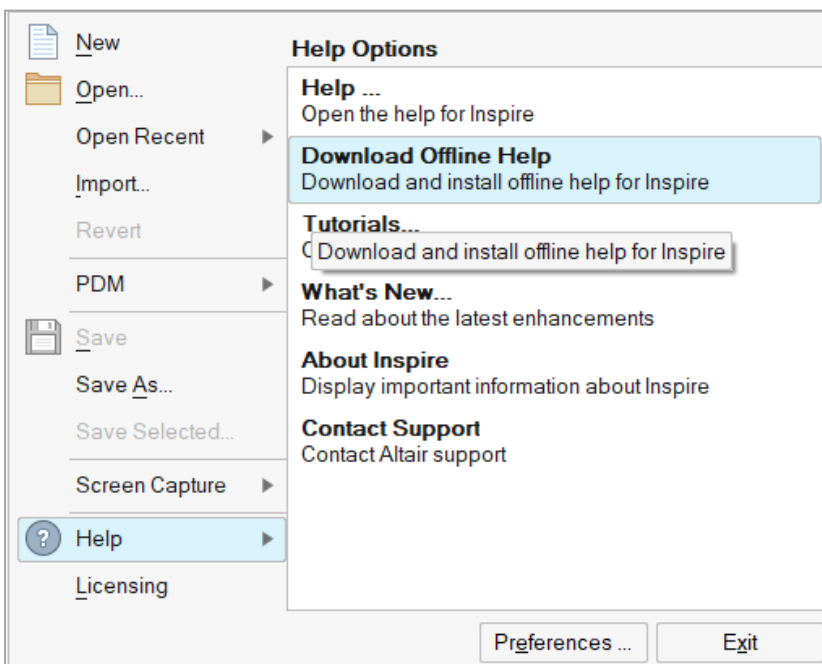 New
Open...
Open Recent
Import...
Revert
PDM
Save
Save As...
Save Selected...
Screen Capture
Help
Licensing
Help Options
Help ...
Open the help for Inspire
Download Offline Help
Download and install offline help for Inspire
Tutorials...
Download and install offline help for Inspire
What's New...
Read about the latest enhancements
About Inspire
Display important information about Inspire
Contact Support
Contact Altair support
Preferences ...
Exit